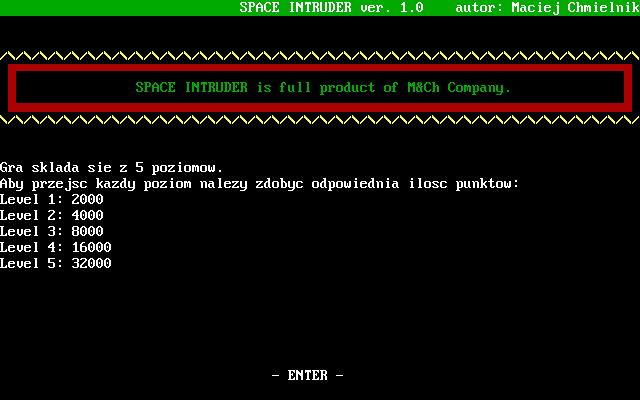 SPACE INTRUDER ver. 1.0    autor: Maciej Chmielnik
SPACE INTRUDER is full product of M&Ch Company.
Gra sklada sie z 5 poziomow.
Aby przejsc kazdy poziom nalezy zdobyc odpowiednia ilosc punktow:
Level 1: 2000
Level 2: 4000
Level 3: 8000
Level 4: 16000
Level 5: 32000
- ENTER -